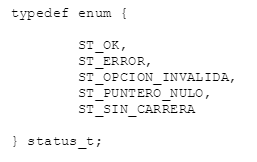 typedef enum {
ST_OK,
ST_ERROR,
ST_OPCION_INVALIDA,
ST_PUNTERO_NULO,
ST_SIN_CARRERA
} status_t;